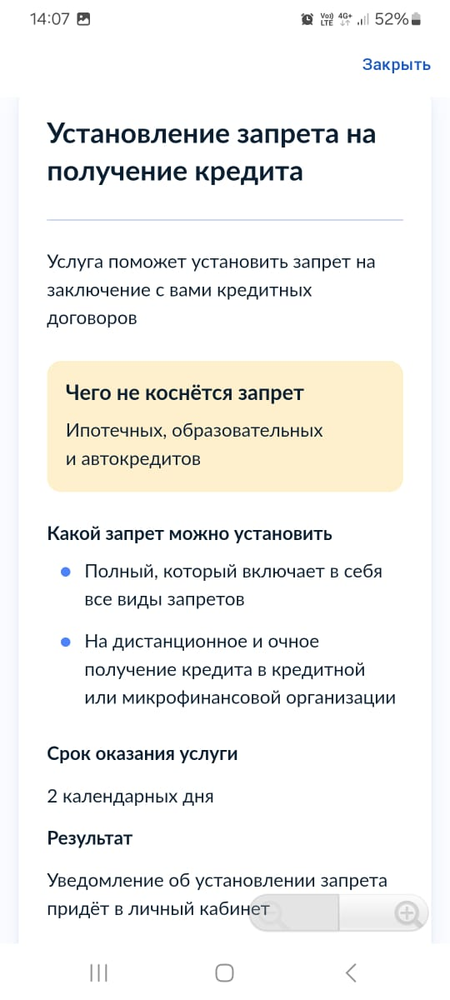 14:07 Vo)) LTE 4G+ 52%
Закрыть
Установление запрета на
получение кредита
Услуга поможет установить запрет на
заключение с вами кредитных
договоров
Чего не коснётся запрет
Ипотечных, образовательных
и автокредитов
Какой запрет можно установить
Полный, который включает в себя
все виды запретов
На дистанционное и очное
получение кредита в кредитной
или микрофинансовой организации
Срок оказания услуги
2 календарных дня
Результат
Уведомление об установлении запрета
придёт в личный кабинет